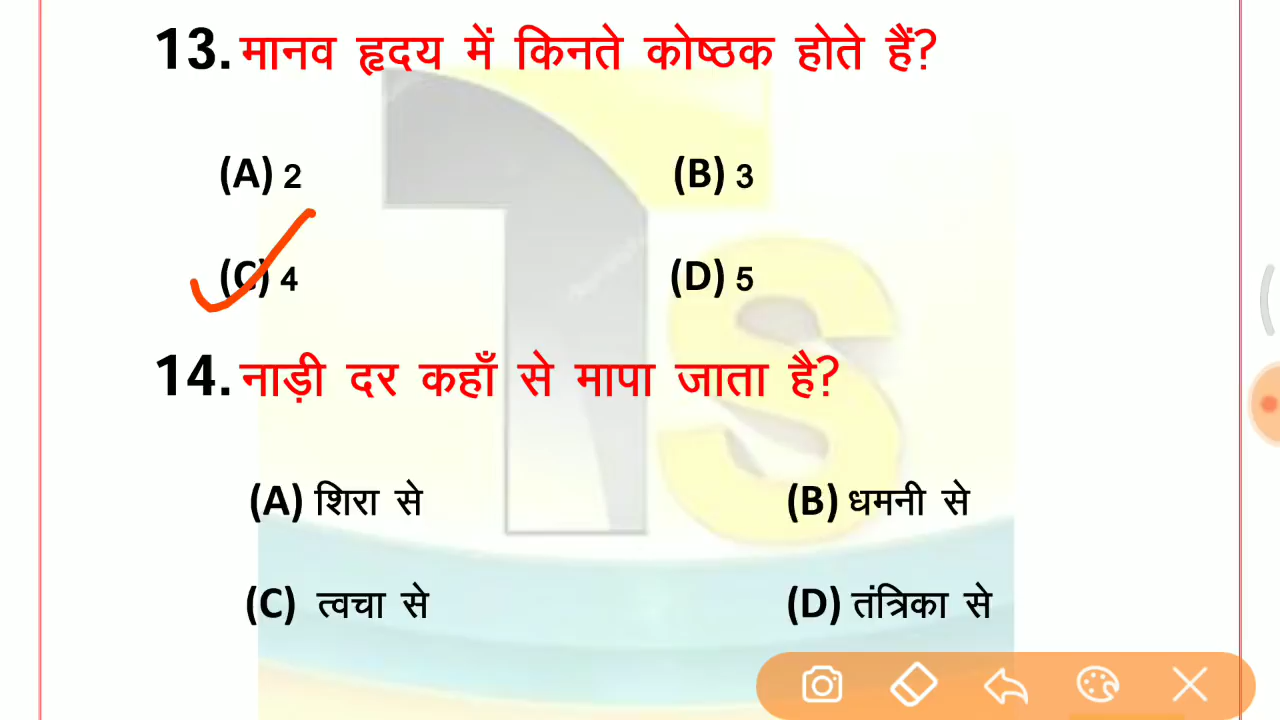 13. मानव हृदय में किनते कोष्ठक होते हैं?
(A) 2 (B) 3
(C) 4 (D) 5
14. नाड़ी दर कहाँ से मापा जाता है?
(A) शिरा से (B) धमनी से
(C) त्वचा से (D) तंत्रिका से